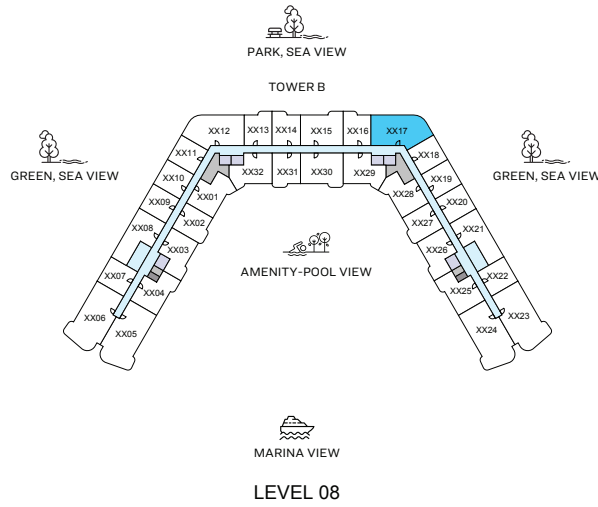 PARK, SEA VIEW
TOWER B
XX12 XX13 XX14 XX15 XX16 XX17
XX11 XX18
GREEN, SEA VIEW GREEN, SEA VIEW
XX10 XX32 XX31 XX30 XX29 XX19
XX09 XX01 XX28 XX20
XX08 XX02 XX27 XX21
XX03 XX26
AMENITY-POOL VIEW
XX07 XX04 XX25 XX22
XX06 XX05 XX24 XX23
MARINA VIEW
LEVEL 08